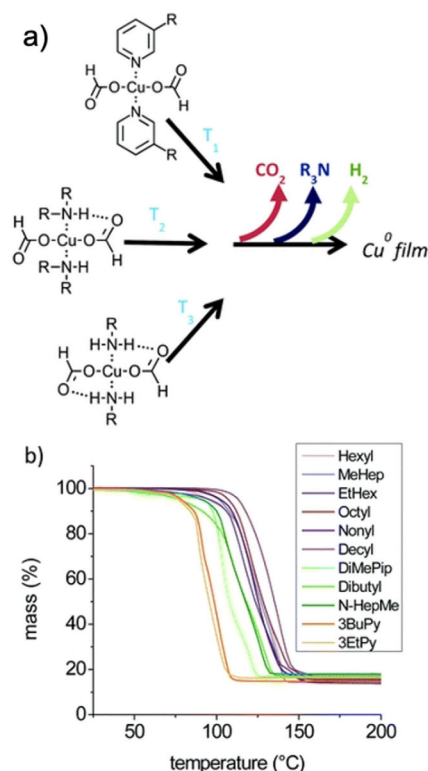 a)
R
N
H
O
O
Cu
O
O
H
N
R
T₁
CO₂
R₃N
H₂
R
R
N
H
O
H
O
O
Cu
O
H
R
N
H
R
T₂
Cu⁰ film
R
T₃
H
N
H
O
H
O
Cu
O
O
H
H
N
H
R
b)
Hexyl
MeHep
EtHex
Octyl
Nonyl
Decyl
DiMePip
Dibutyl
N-HepMe
3BuPy
3EtPy
100
80
60
40
20
0
mass (%)
50
100
150
200
temperature (°C)